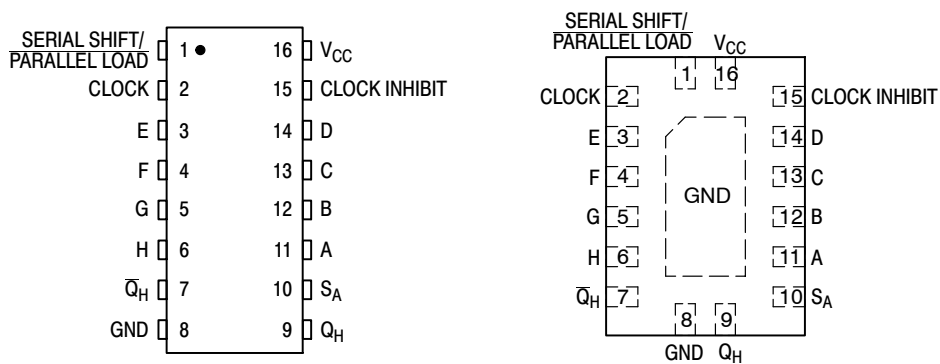 SERIAL SHIFT/
PARALLEL LOAD 1 16 VCC
CLOCK 2 15 CLOCK INHIBIT
E 3 14 D
F 4 13 C
G 5 12 B
H 6 11 A
Q̅H 7 10 SA
GND 8 9 QH
SERIAL SHIFT/
PARALLEL LOAD VCC
1 16
CLOCK 2 15 CLOCK INHIBIT
E 3 14 D
F 4 13 C
GND
G 5 12 B
H 6 11 A
Q̅H 7 10 SA
8 9
GND QH